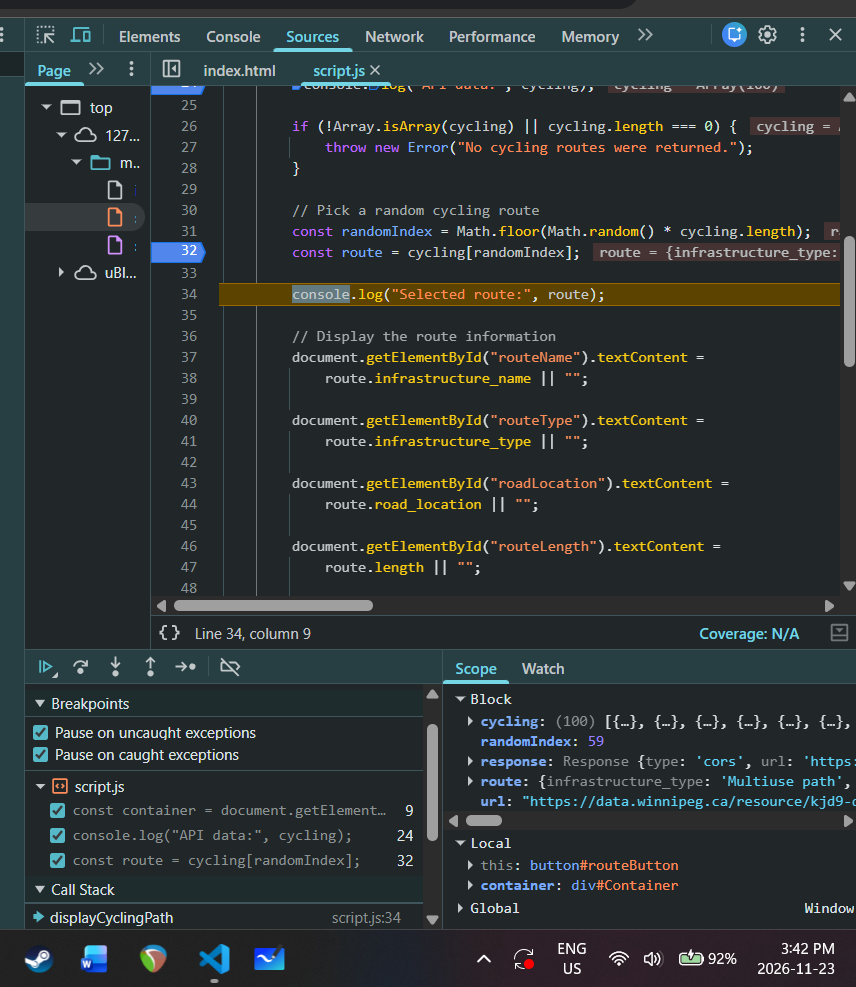 Elements Console Sources Network Performance Memory
Page
index.html script.js
top
127...
m..
uBl...
console.log("API data:", cycling); cycling = Array(100)
25
26 if (!Array.isArray(cycling) || cycling.length === 0) { cycling =
27 throw new Error("No cycling routes were returned.");
28 }
29
30 // Pick a random cycling route
31 const randomIndex = Math.floor(Math.random() * cycling.length);
32 const route = cycling[randomIndex]; route = {infrastructure_type:
33
34 console.log("Selected route:", route);
35
36 // Display the route information
37 document.getElementById("routeName").textContent =
38 route.infrastructure_name || "";
39
40 document.getElementById("routeType").textContent =
41 route.infrastructure_type || "";
42
43 document.getElementById("roadLocation").textContent =
44 route.road_location || "";
45
46 document.getElementById("routeLength").textContent =
47 route.length || "";
48
{} Line 34, column 9 Coverage: N/A
Breakpoints
Pause on uncaught exceptions
Pause on caught exceptions
script.js
const container = document.getElement… 9
console.log("API data:", cycling); 24
const route = cycling[randomIndex]; 32
Call Stack
displayCyclingPath script.js:34
Scope Watch
Block
cycling: (100) [{…}, {…}, {…}, {…}, {…}, {…},
randomIndex: 59
response: Response {type: 'cors', url: 'https:
route: {infrastructure_type: 'Multiuse path',
url: "https://data.winnipeg.ca/resource/kjd9-
Local
this: button#routeButton
container: div#Container
Global Window
ENG
US
92%
3:42 PM
2026-11-23